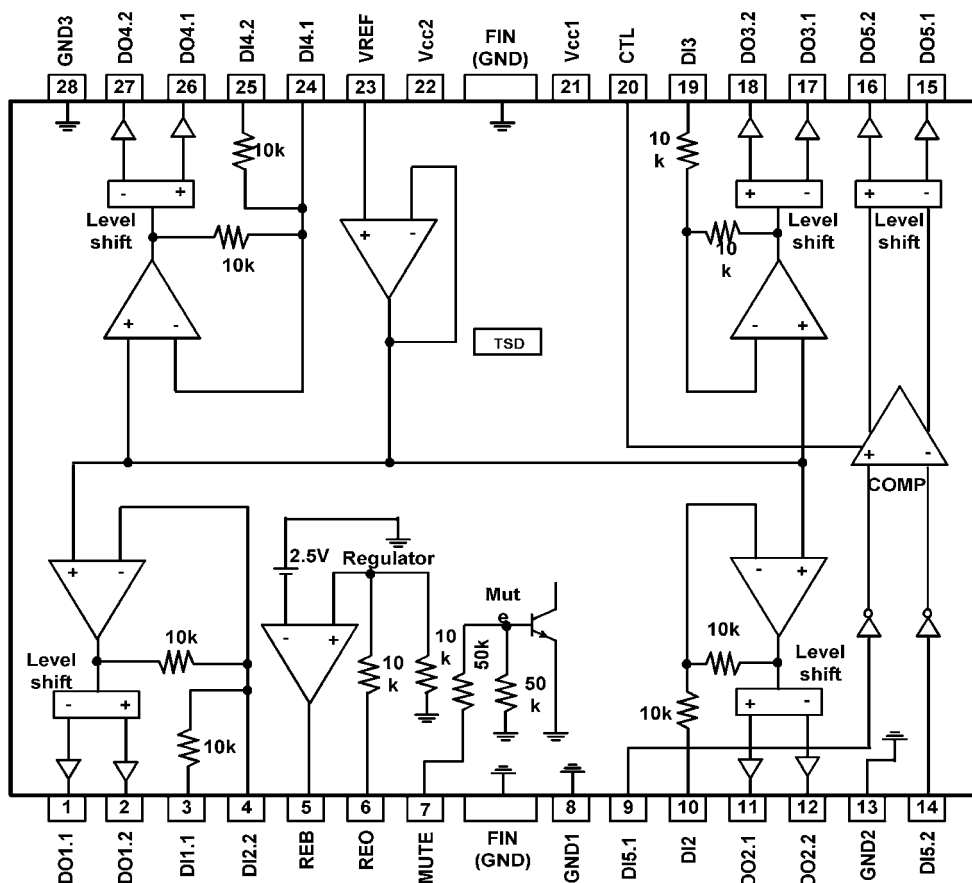 GND3 DO4.2 DO4.1 DI4.2 DI4.1 VREF Vcc2 FIN (GND) Vcc1 CTL DI3 DO3.2 DO3.1 DO5.2 DO5.1
28 27 26 25 24 23 22 21 20 19 18 17 16 15
10k
10
k
- +
+ -
+ -
Level
shift
10k
+ -
10
k
Level
shift
Level
shift
+ -
TSD
- +
+ -
COMP
+ -
2.5V
Regulator
- +
Mut
e
- +
10k
Level
shift
- +
10k
10
k
10
k
50k
50
k
10k
Level
shift
10k
+ -
1 2 3 4 5 6 7 FIN (GND) 8 9 10 11 12 13 14
DO1.1 DO1.2 DI1.1 DI2.2 REB REO MUTE GND1 DI5.1 DI2 DO2.1 DO2.2 GND2 DI5.2